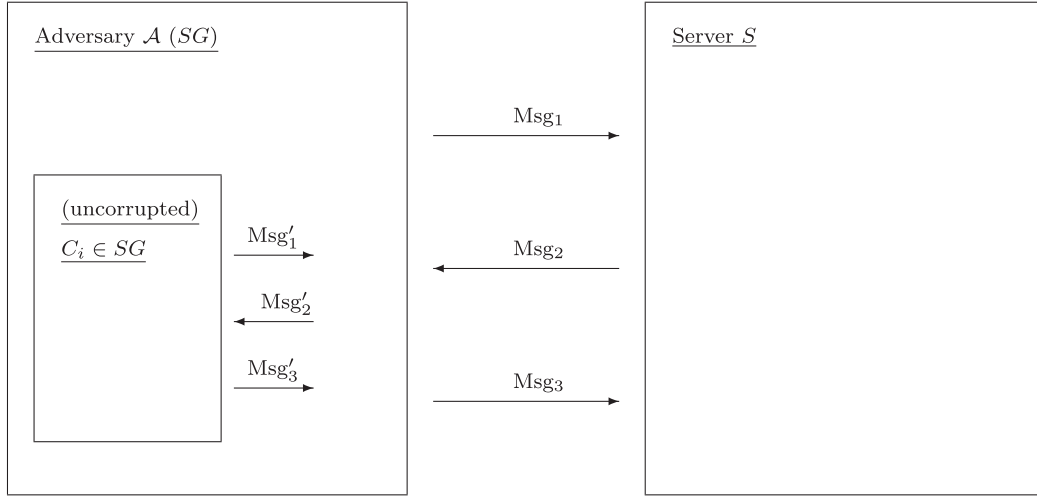 Adversary 𝒜 (SG)
Server S
Msg₁
(uncorrupted)
Cᵢ ∈ SG
Msg′₁
Msg₂
Msg′₂
Msg′₃
Msg₃